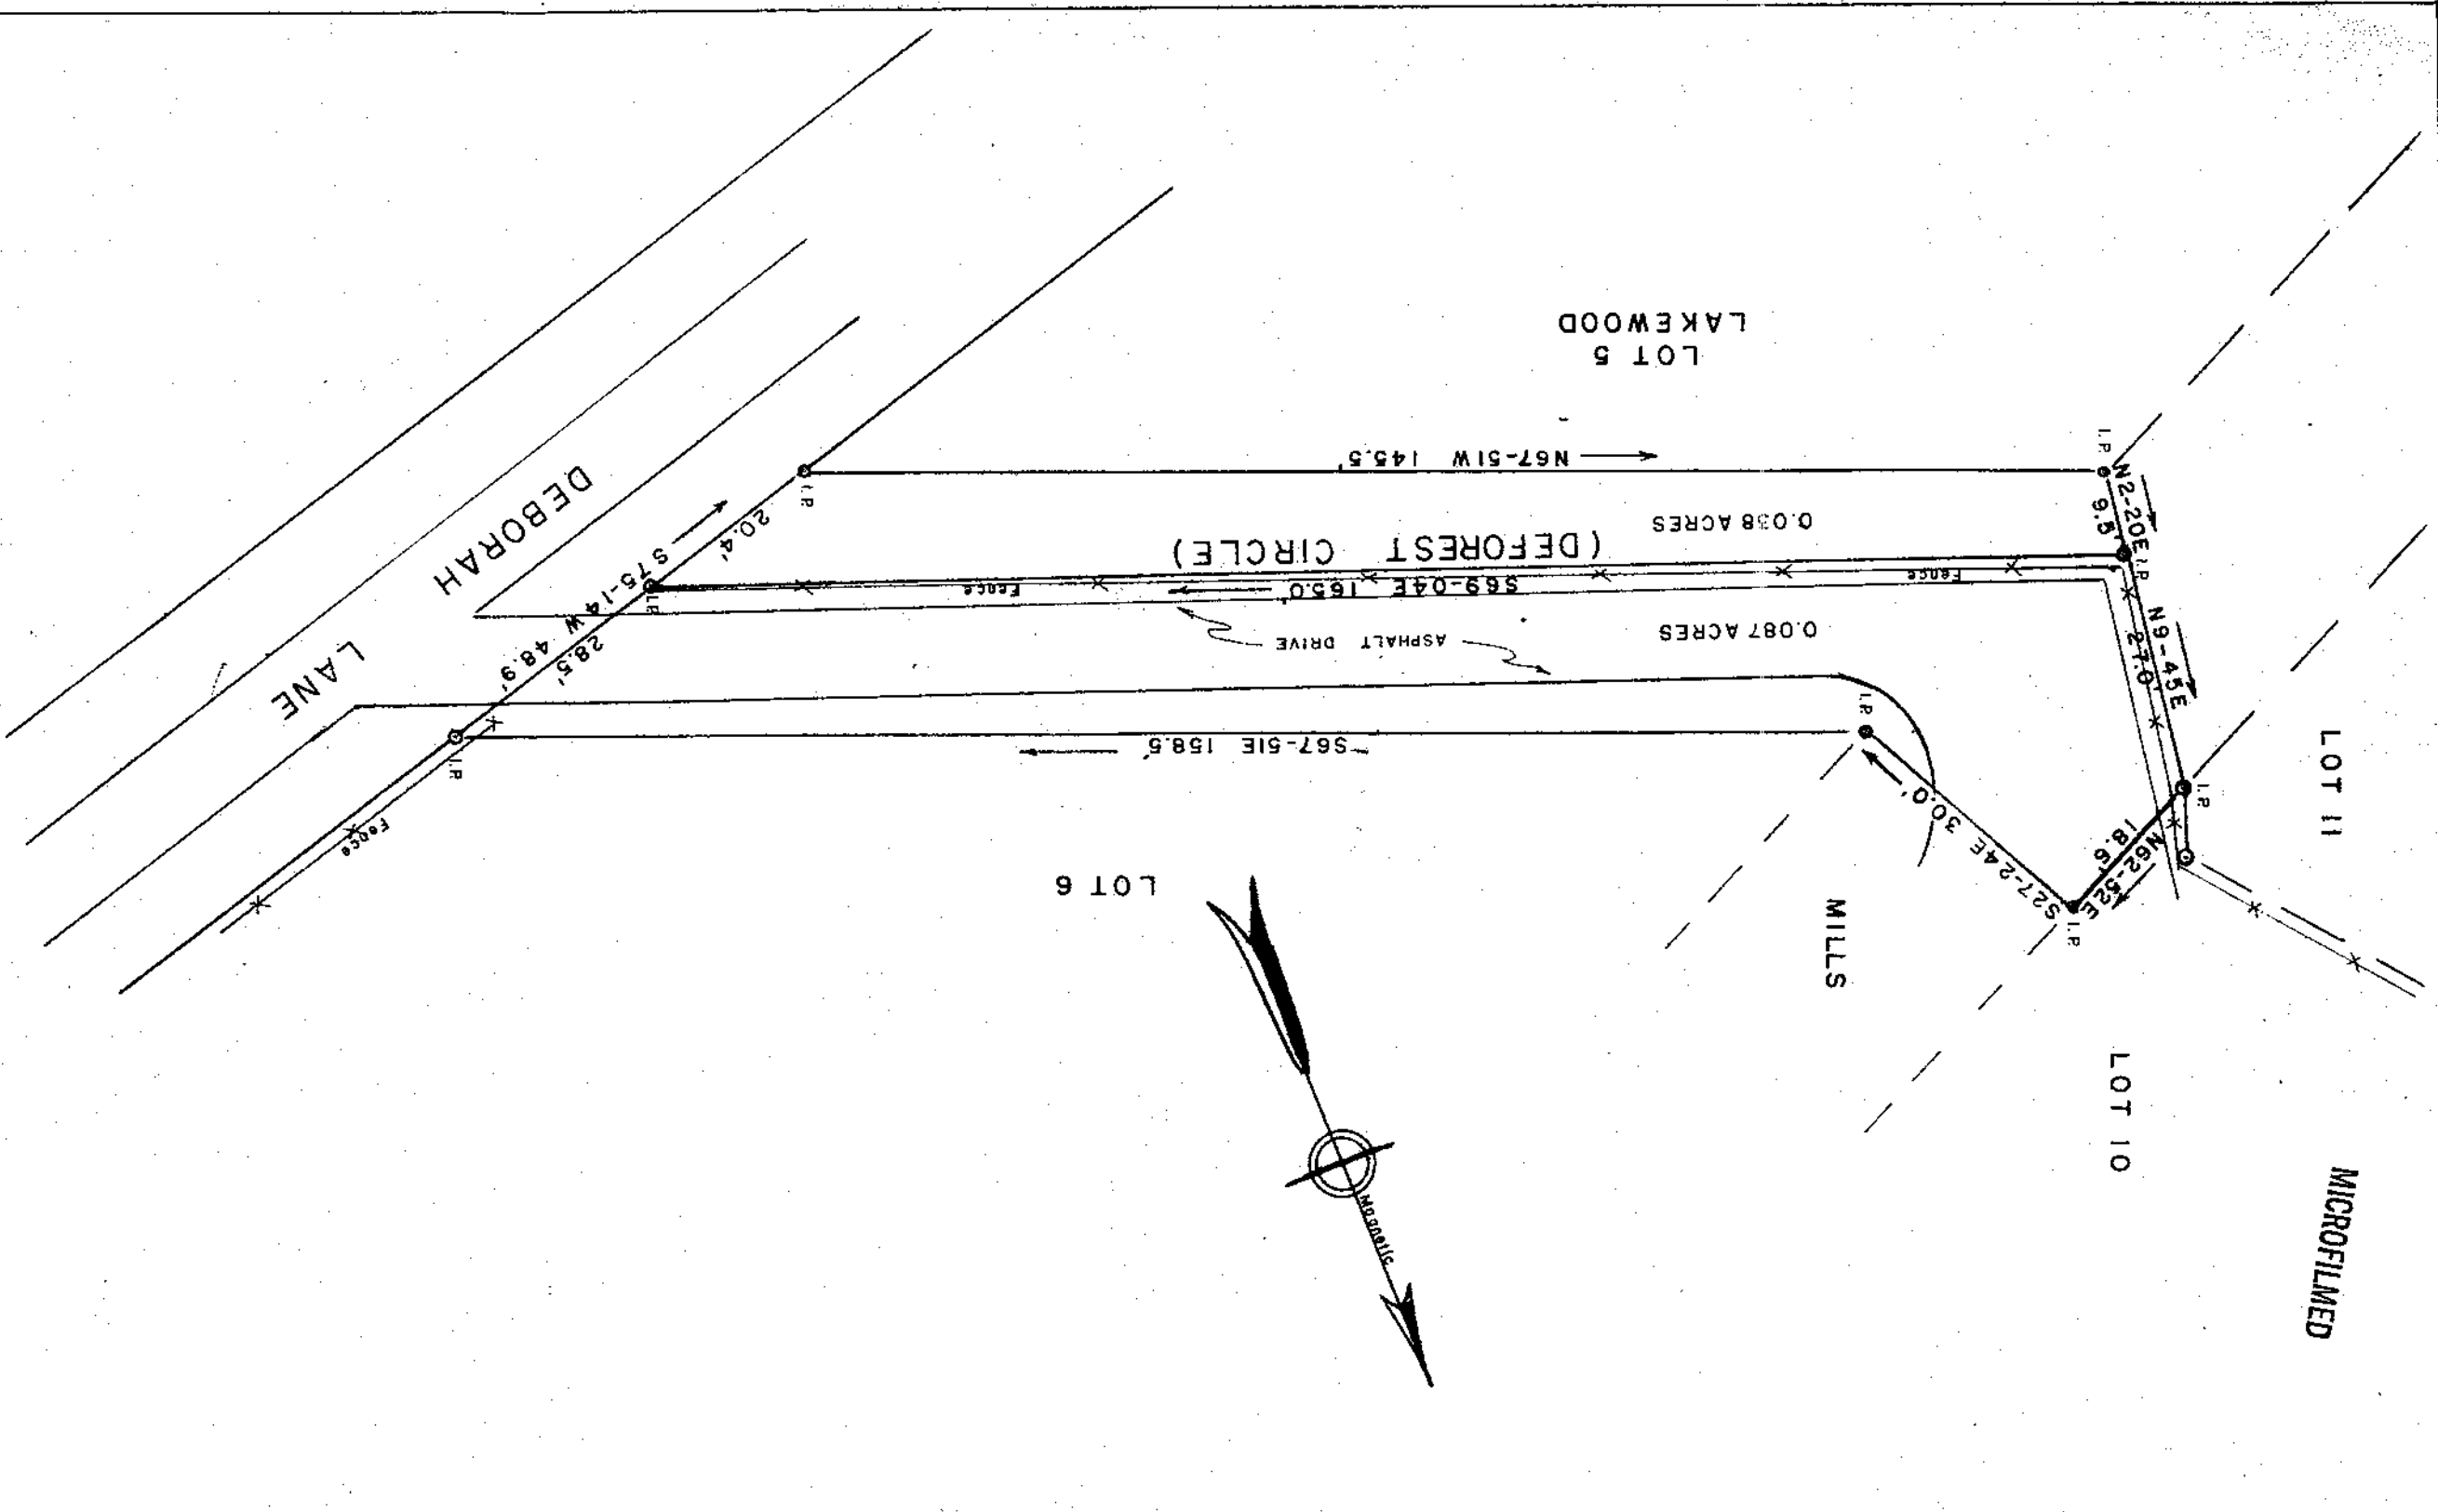 MICROFILMED
LOT 10
LOT 11
MILLS
Magnetic
LOT 6
I.P.
N62-52E
18.6'
I.P.
S27-24E 30.0'
I.P.
N9-45E
27.0'
I.P.
S67-51E 158.5'
I.P.
Fence
0.087 ACRES
ASPHALT DRIVE
LANE
DEBORAH
S75-14W 48.9'
28.5'
20.4'
I.P.
Fence
S69-04E 165.0'
Fence
(DEFOREST CIRCLE)
0.038 ACRES
I.P.
N2-20E
9.5'
I.P.
N67-51W 145.5'
I.P.
LOT 5
LAKEWOOD